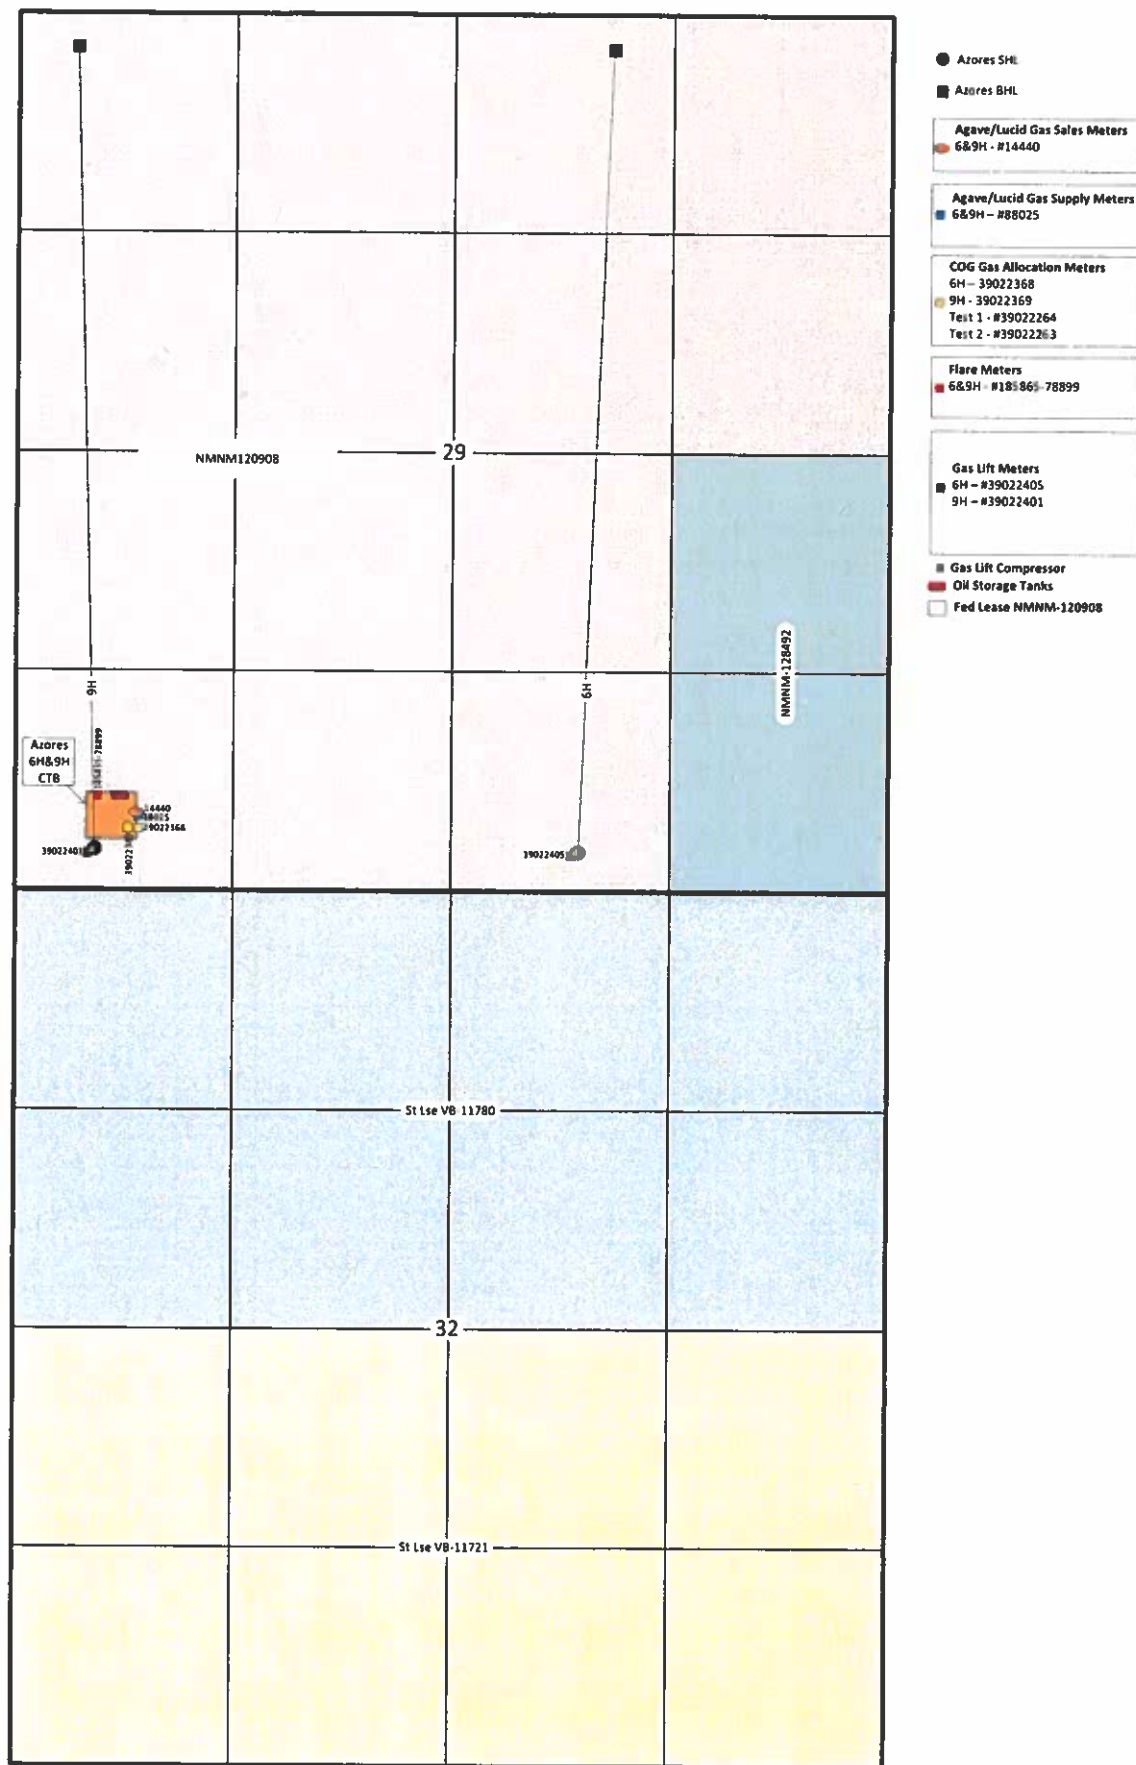 Azores SHL
Azores BHL
Agave/Lucid Gas Sales Meters
6&9H - #14440
Agave/Lucid Gas Supply Meters
6&9H – #88025
COG Gas Allocation Meters
6H – 39022368
9H - 39022369
Test 1 - #39022264
Test 2 - #39022263
Flare Meters
6&9H - #185865-78899
Gas Lift Meters
6H – #39022405
9H – #39022401
Gas Lift Compressor
Oil Storage Tanks
Fed Lease NMNM-120908
NMNM120908
29
NMNM-128492
9H
6H
Azores
6H&9H
CTB
14440
39022368
39022401
39022405
St Lse VB-11780
32
St Lse VB-11721